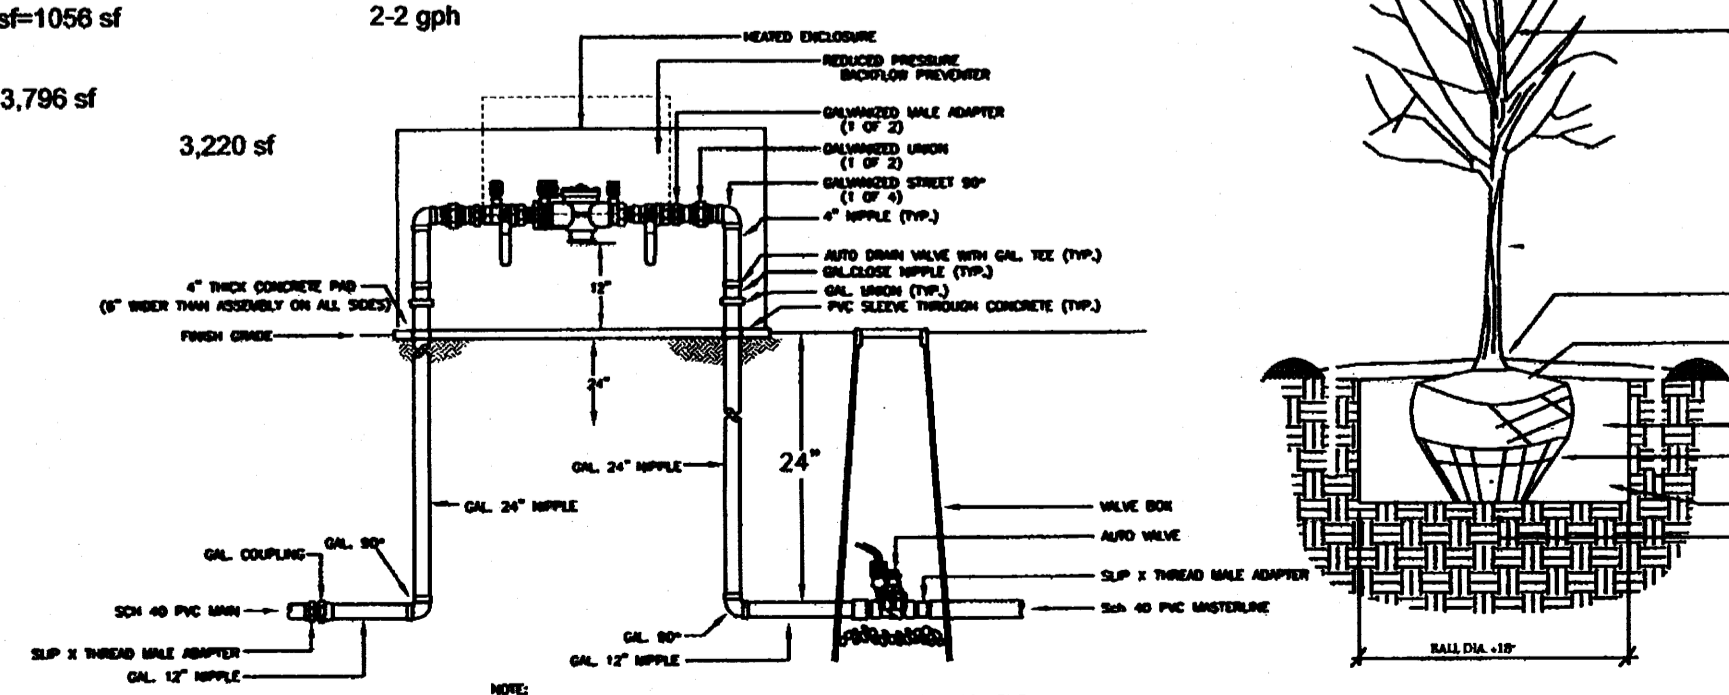 sf=1056 sf
2-2 gph
3,796 sf
3,220 sf
HEATED ENCLOSURE
REDUCED PRESSURE
BACKFLOW PREVENTER
GALVANIZED MALE ADAPTER
(1 OF 2)
GALVANIZED UNION
(1 OF 2)
GALVANIZED STREET 90°
(1 OF 4)
4" NIPPLE (TYP.)
AUTO DRAIN VALVE WITH GAL. TEE (TYP.)
GAL.CLOSE NIPPLE (TYP.)
GAL. UNION (TYP.)
PVC SLEEVE THROUGH CONCRETE (TYP.)
4" THICK CONCRETE PAD
(6" WIDER THAN ASSEMBLY ON ALL SIDES)
FINISH GRADE
12"
24"
24"
GAL. 24" NIPPLE
GAL. 24" NIPPLE
VALVE BOX
AUTO VALVE
SLIP X THREAD MALE ADAPTER
Sch 40 PVC MASTERLINE
GAL. COUPLING
GAL. 90°
SCH 40 PVC MAIN
SLIP X THREAD MALE ADAPTER
GAL. 12" NIPPLE
GAL. 90°
GAL. 12" NIPPLE
NOTE:
BALL DIA. +18"